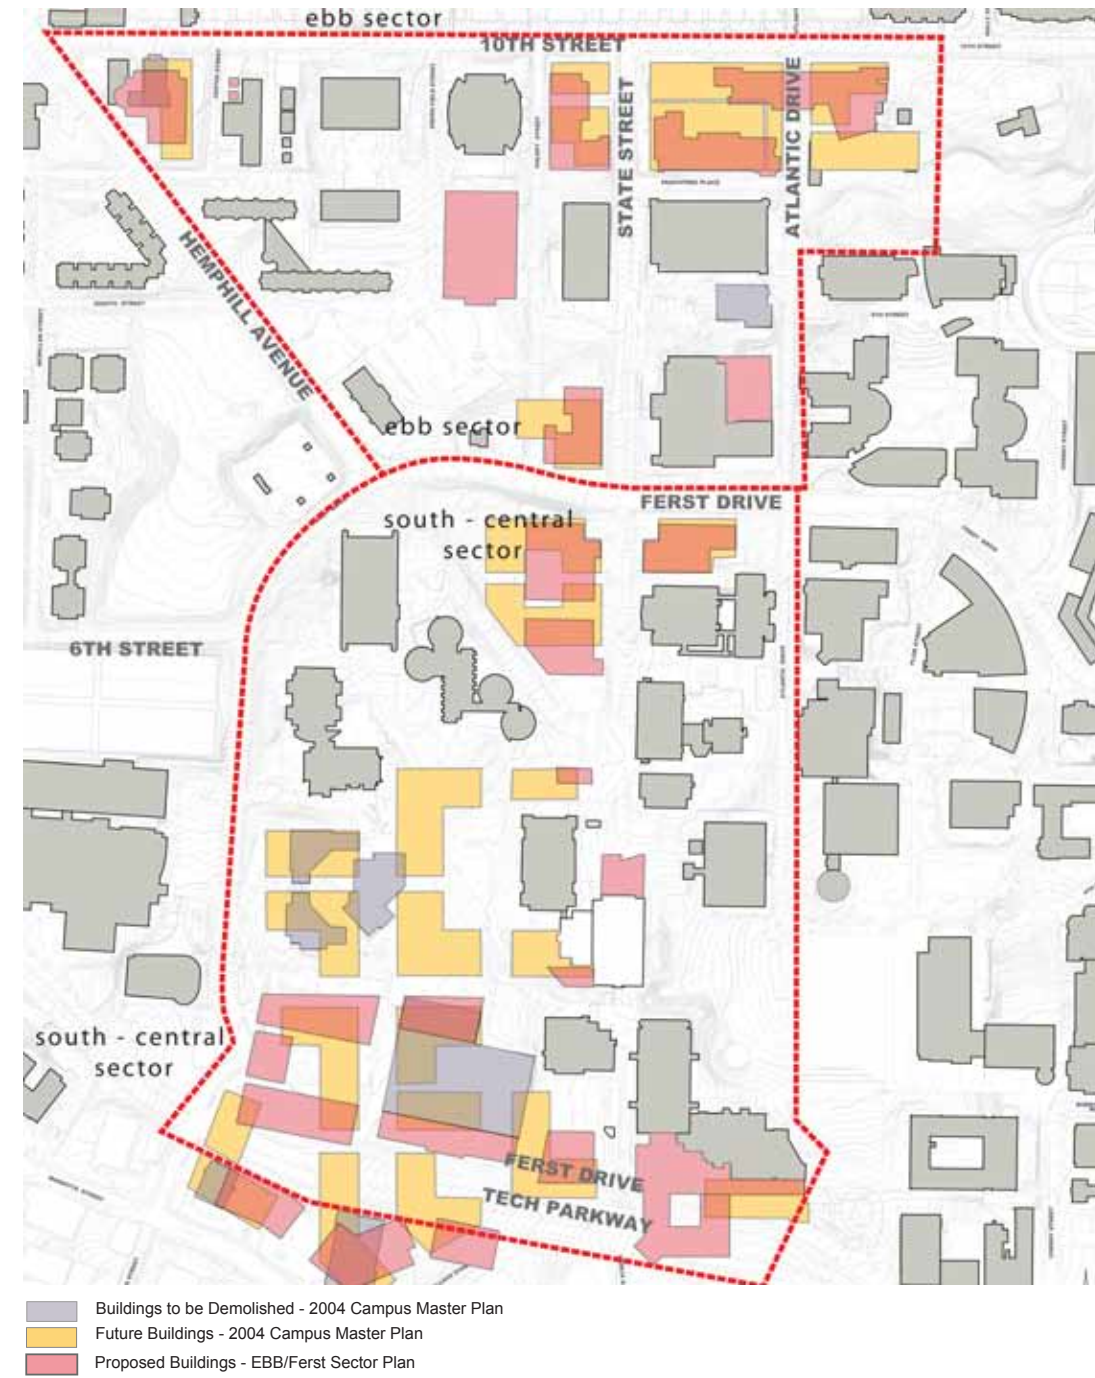 ebb sector
10TH STREET
STATE STREET
ATLANTIC DRIVE
HEMPHILL AVENUE
ebb sector
FERST DRIVE
south - central
sector
6TH STREET
south - central
sector
FERST DRIVE
TECH PARKWAY
Buildings to be Demolished - 2004 Campus Master Plan
Future Buildings - 2004 Campus Master Plan
Proposed Buildings - EBB/Ferst Sector Plan